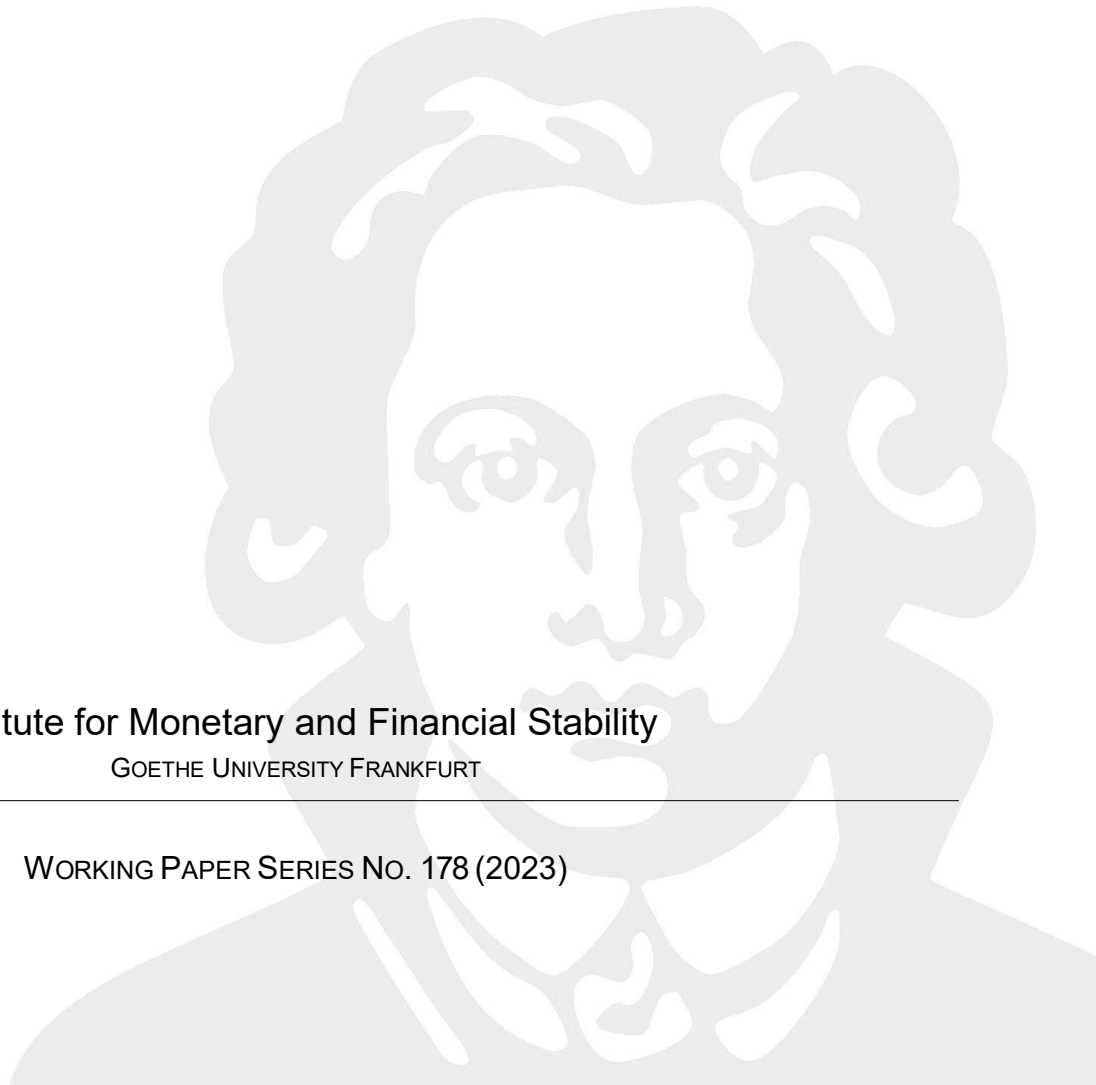 tute for Monetary and Financial Stability
GOETHE UNIVERSITY FRANKFURT
WORKING PAPER SERIES NO. 178 (2023)